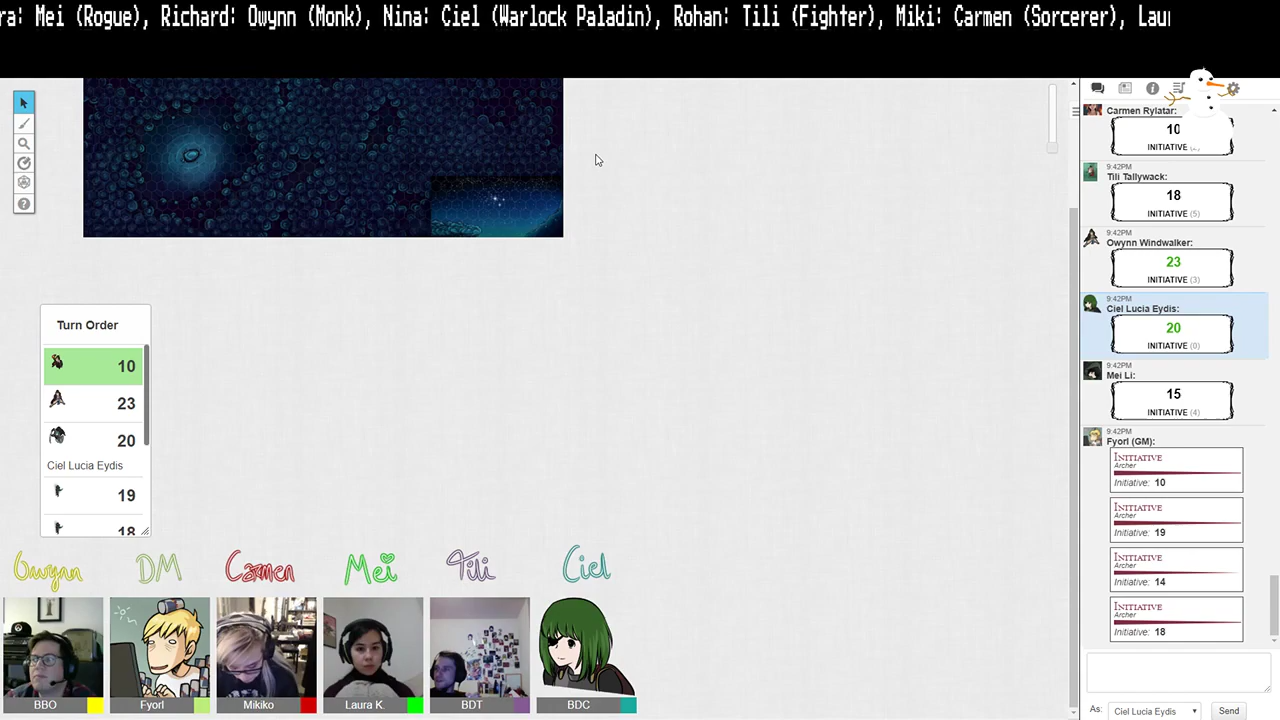 ra: Mei (Rogue), Richard: Owynn (Monk), Nina: Ciel (Warlock Paladin), Rohan: Tili (Fighter), Miki: Carmen (Sorcerer), Lau
Carmen Rylatar:
10
INITIATIVE
9:42PM
Tili Tallywack:
18
INITIATIVE (5)
9:42PM
Owynn Windwalker:
23
INITIATIVE (3)
9:42PM
Ciel Lucia Eydis:
20
INITIATIVE (0)
9:42PM
Mei Li:
15
INITIATIVE (4)
9:42PM
Fyorl (GM):
INITIATIVE
Archer
Initiative: 10
INITIATIVE
Archer
Initiative: 19
INITIATIVE
Archer
Initiative: 14
INITIATIVE
Archer
Initiative: 18
As: Ciel Lucia Eydis Send
Turn Order
10
23
20
Ciel Lucia Eydis
19
18
Owynn DM Carmen Mei Tili Ciel
BBO Fyorl Mikiko Laura K. BDT BDC